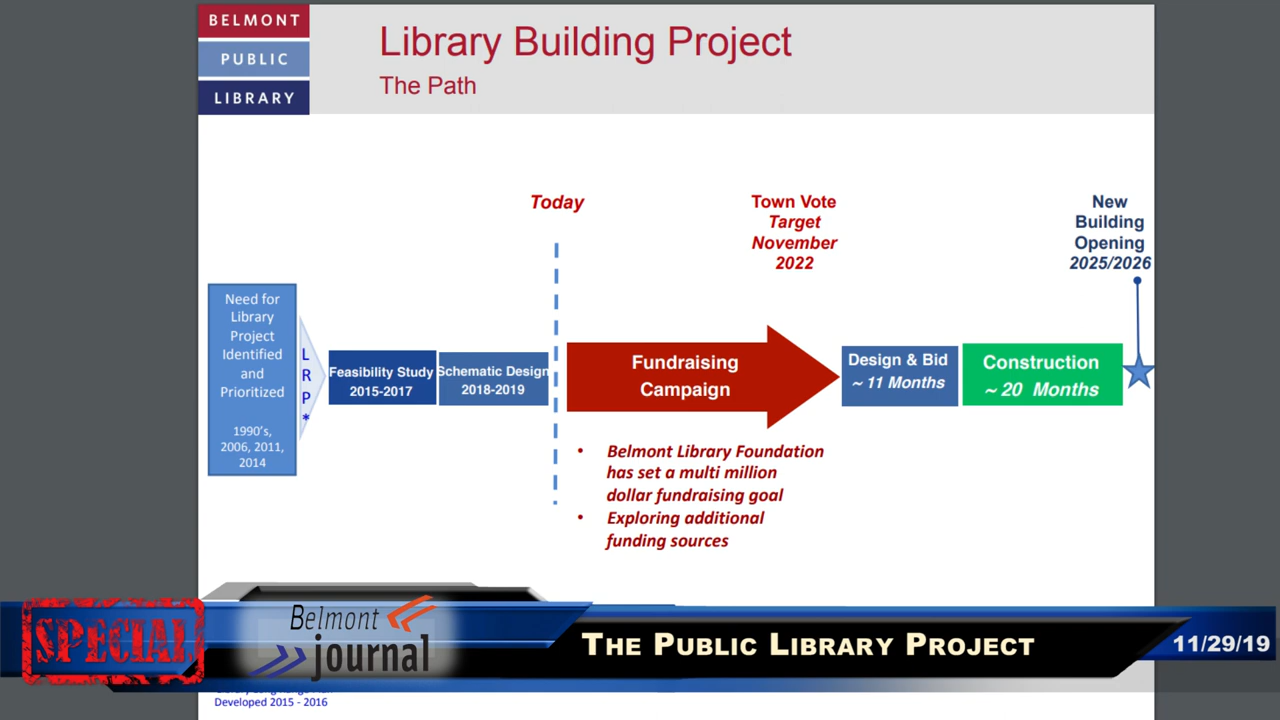 BELMONT
PUBLIC
LIBRARY
Library Building Project
The Path
Today
Town Vote
Target
November
2022
New
Building
Opening
2025/2026
Need for
Library
Project
Identified
and
Prioritized
1990's,
2006, 2011,
2014
L
R
P
*
Feasibility Study
2015-2017
Schematic Design
2018-2019
Fundraising
Campaign
Design & Bid
~ 11 Months
Construction
~ 20 Months
• Belmont Library Foundation
has set a multi million
dollar fundraising goal
• Exploring additional
funding sources
SPECIAL
Belmont
journal
THE PUBLIC LIBRARY PROJECT
11/29/19
Developed 2015 - 2016